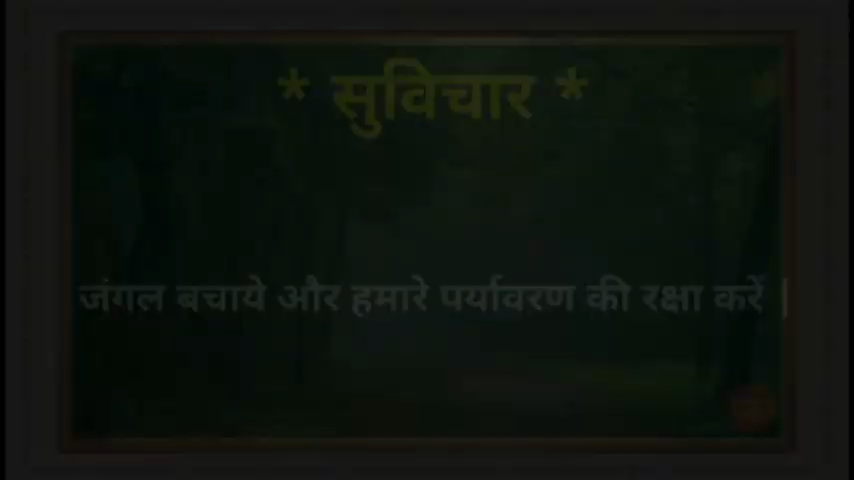 * सुविचार *
जंगल बचाये और हमारे पर्यावरण की रक्षा करें |